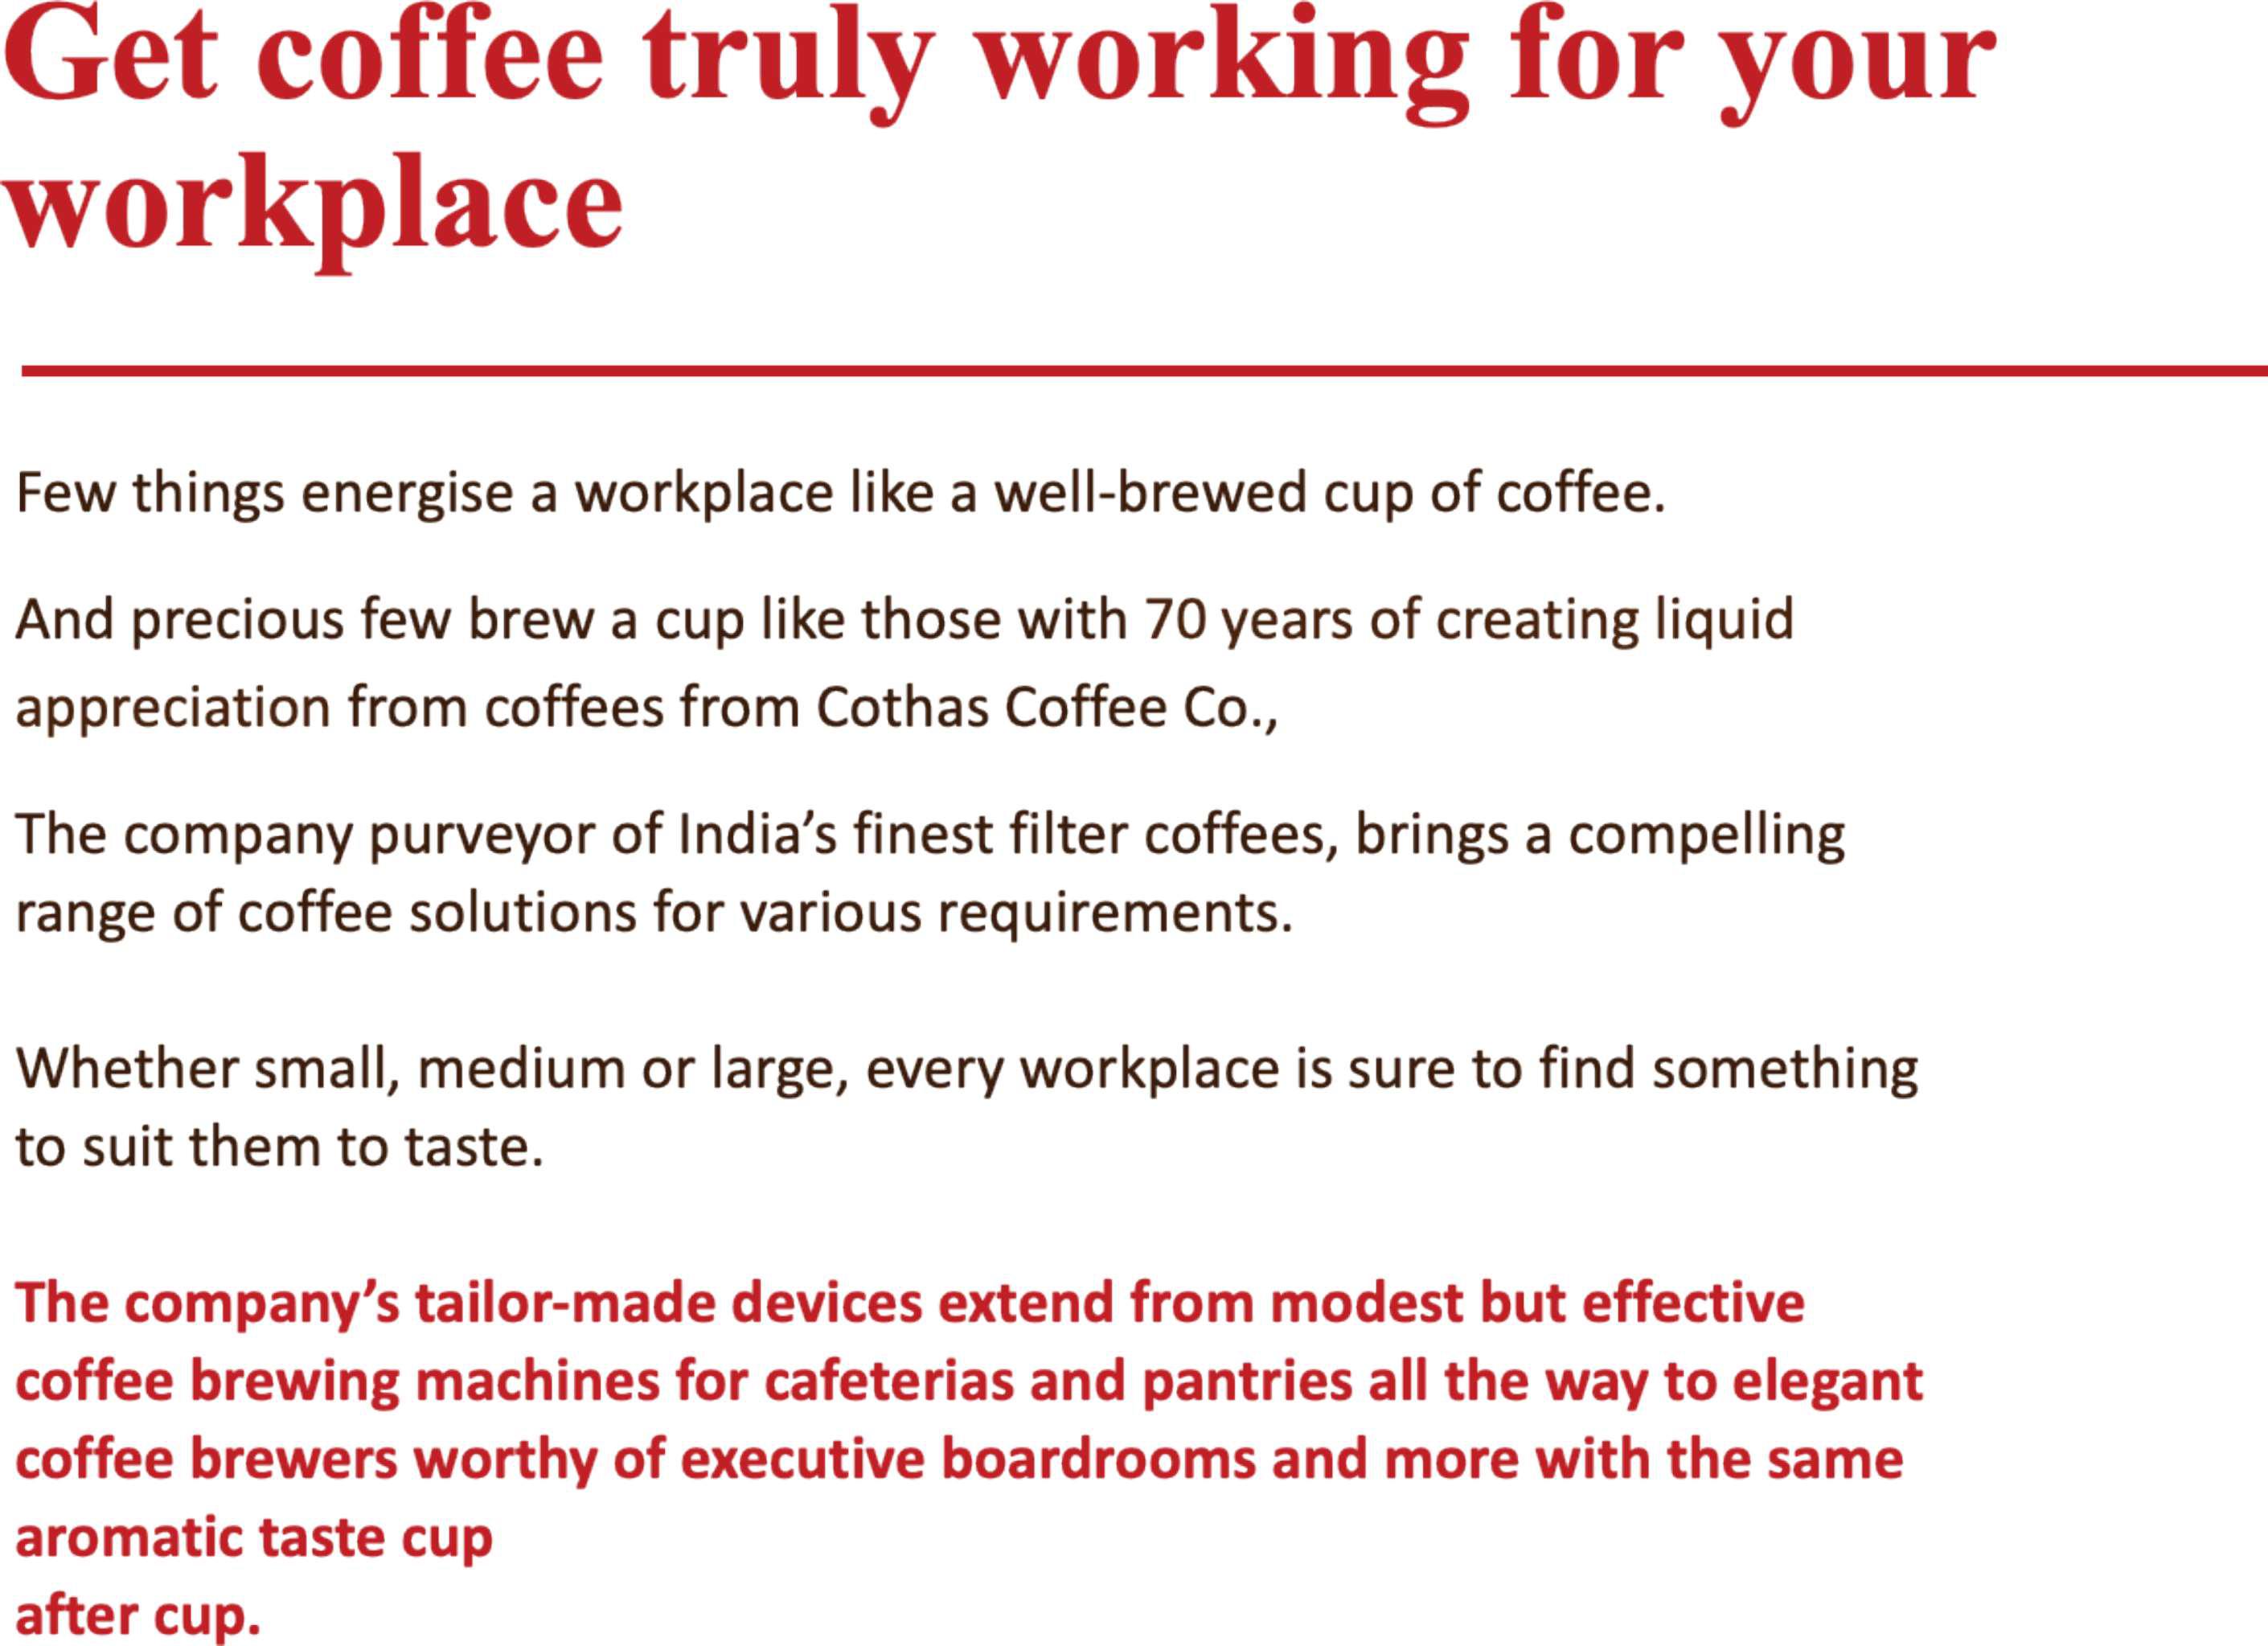 Get coffee truly working for your
workplace
Few things energise a workplace like a well-brewed cup of coffee.
And precious few brew a cup like those with 70 years of creating liquid
appreciation from coffees from Cothas Coffee Co.,
The company purveyor of India’s finest filter coffees, brings a compelling
range of coffee solutions for various requirements.
Whether small, medium or large, every workplace is sure to find something
to suit them to taste.
The company’s tailor-made devices extend from modest but effective
coffee brewing machines for cafeterias and pantries all the way to elegant
coffee brewers worthy of executive boardrooms and more with the same
aromatic taste cup
after cup.